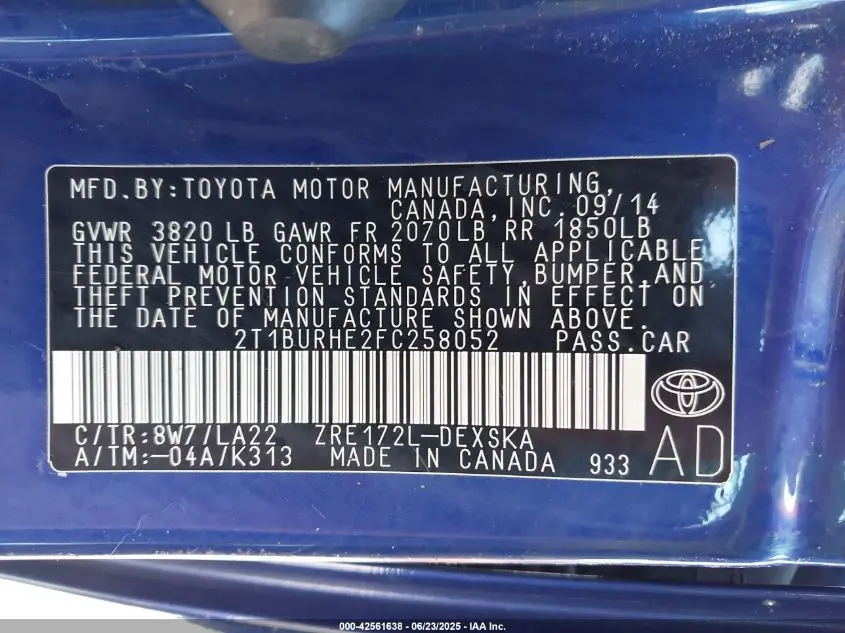 MFD.BY:TOYOTA MOTOR MANUFACTURING,
CANADA,INC.09/14
GVWR 3820 LB GAWR FR 2070LB RR 1850LB
THIS VEHICLE CONFORMS TO ALL APPLICABLE
FEDERAL MOTOR VEHICLE SAFETY,BUMPER,AND
THEFT PREVENTION STANDARDS IN EFFECT ON
THE DATE OF MANUFACTURE SHOWN ABOVE.
2T1BURHE2FC258052 PASS.CAR
C/TR:8W7/LA22 ZRE172L-DEXSKA
A/TM:-04A/K313 MADE IN CANADA 933 AD
000-42561638 - 06/23/2025 - IAA Inc.